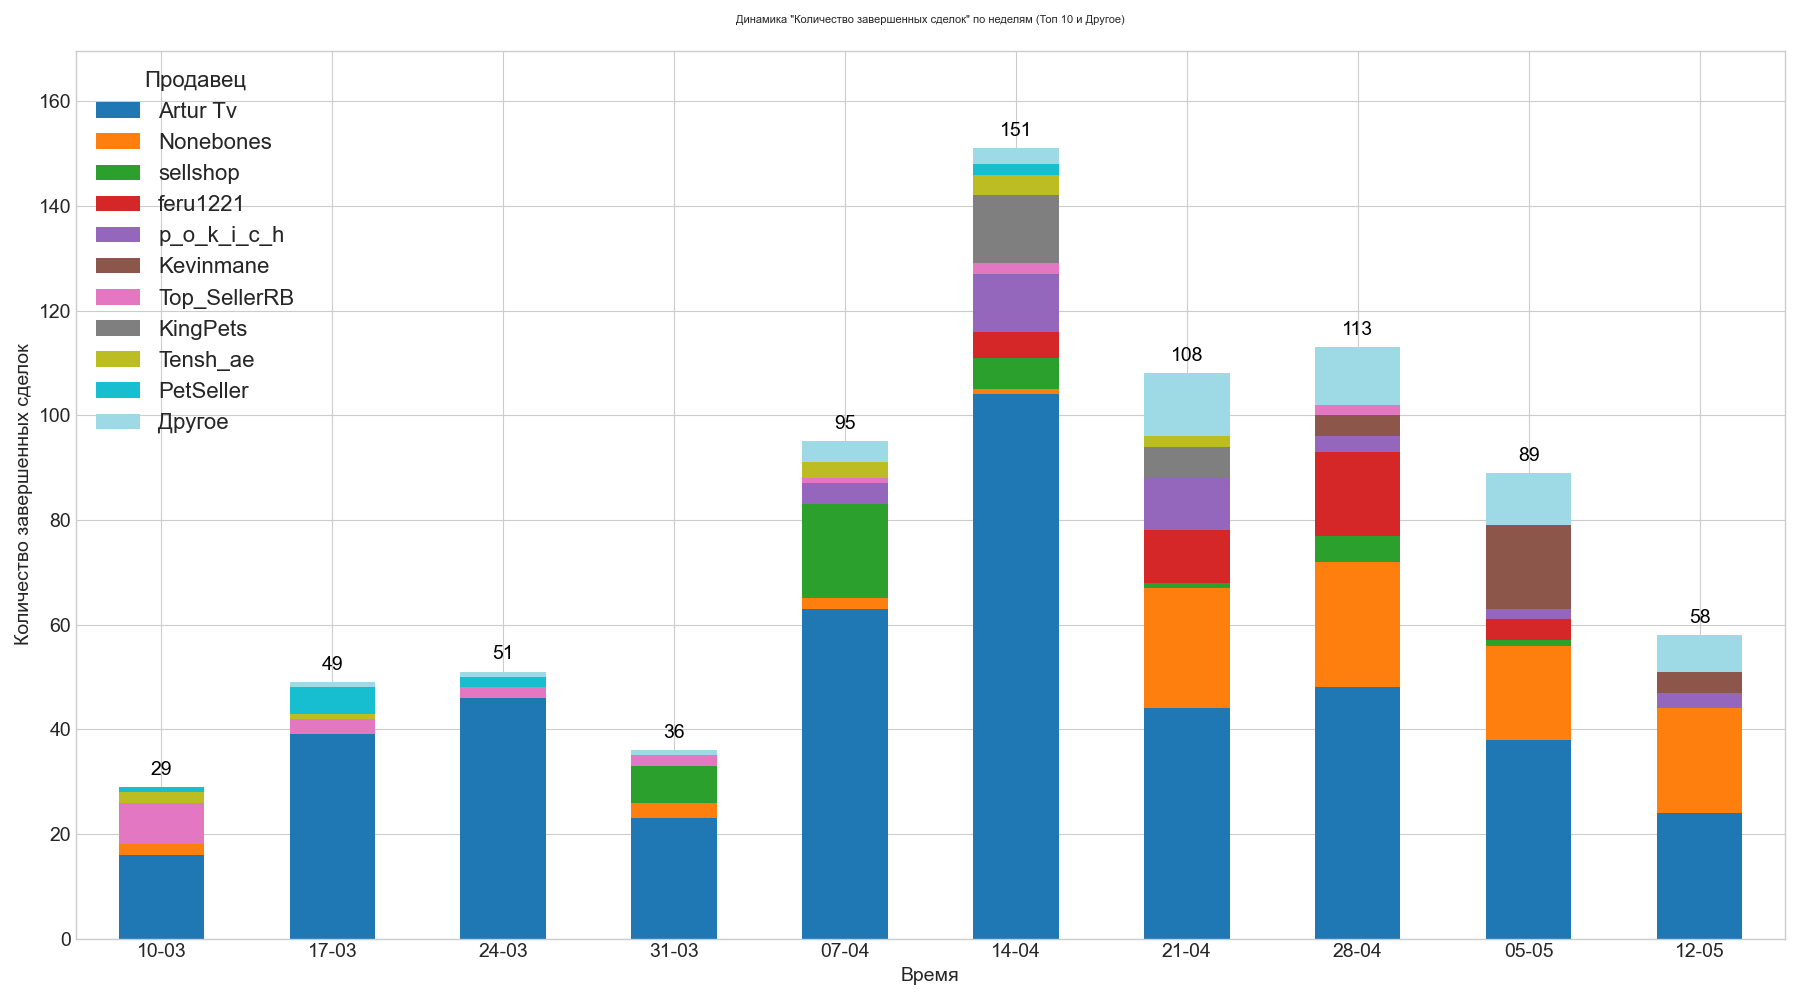 Динамика "Количество завершенных сделок" по неделям (Топ 10 и Другое)
Продавец
Artur Tv
Nonebones
sellshop
feru1221
p_o_k_i_c_h
Kevinmane
Top_SellerRB
KingPets
Tensh_ae
PetSeller
Другое
Количество завершенных сделок
160
140
120
100
80
60
40
20
0
29
49
51
36
95
151
108
113
89
58
10-03
17-03
24-03
31-03
07-04
14-04
21-04
28-04
05-05
12-05
Время